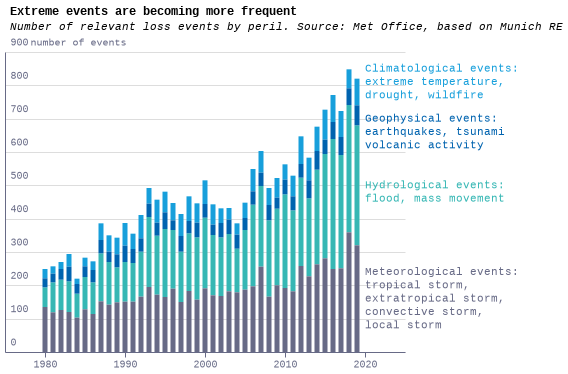 Extreme events are becoming more frequent
Number of relevant loss events by peril. Source: Met Office, based on Munich RE
900 number of events
800
700
600
500
400
300
200
100
0
Climatological events:
extreme temperature,
drought, wildfire
Geophysical events:
earthquakes, tsunami
volcanic activity
Hydrological events:
flood, mass movement
Meteorological events:
tropical storm,
extratropical storm,
convective storm,
local storm
1980 1990 2000 2010 2020